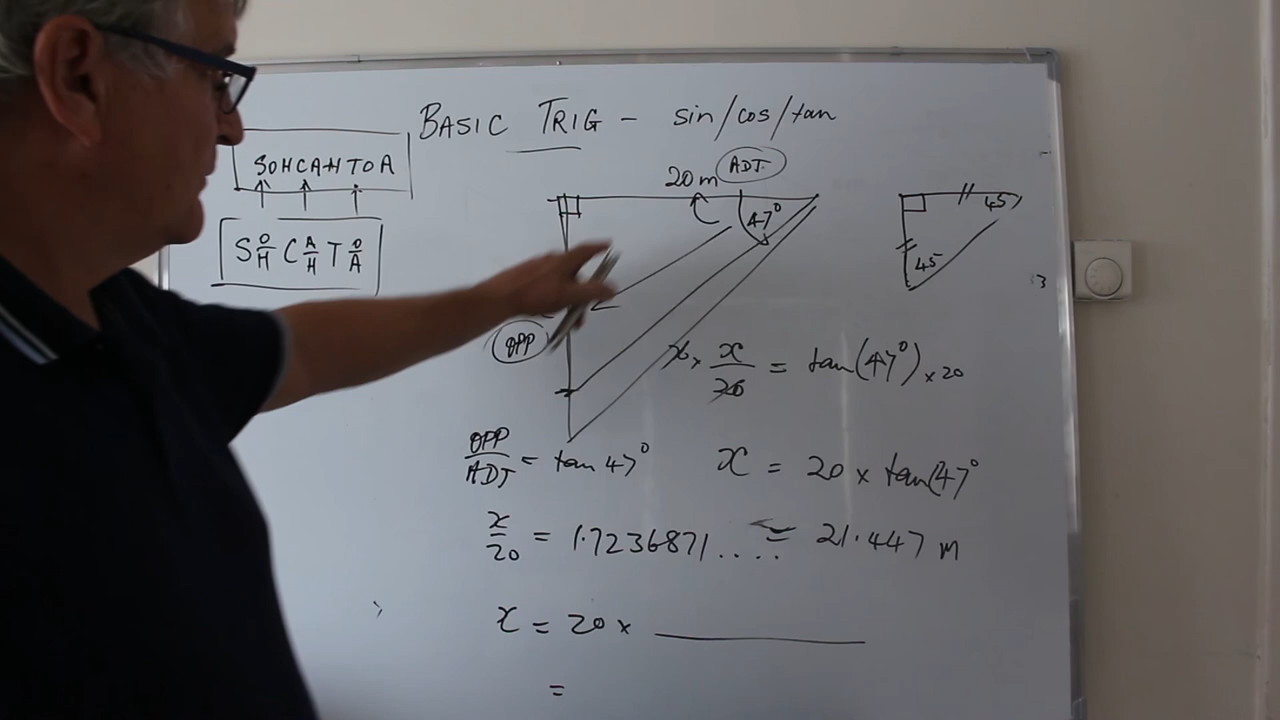 BASIC TRIG - sin/cos/tan
SOHCAHTOA
S O/H C A/H T O/A
20m ADJ
47°
45
45
OPP
x/20 = tan(47°) × 20
OPP/ADJ = tan 47°
x = 20 × tan(47°
x/20 = 1.7236871....
≈ 21.447 m
x = 20 ×
=